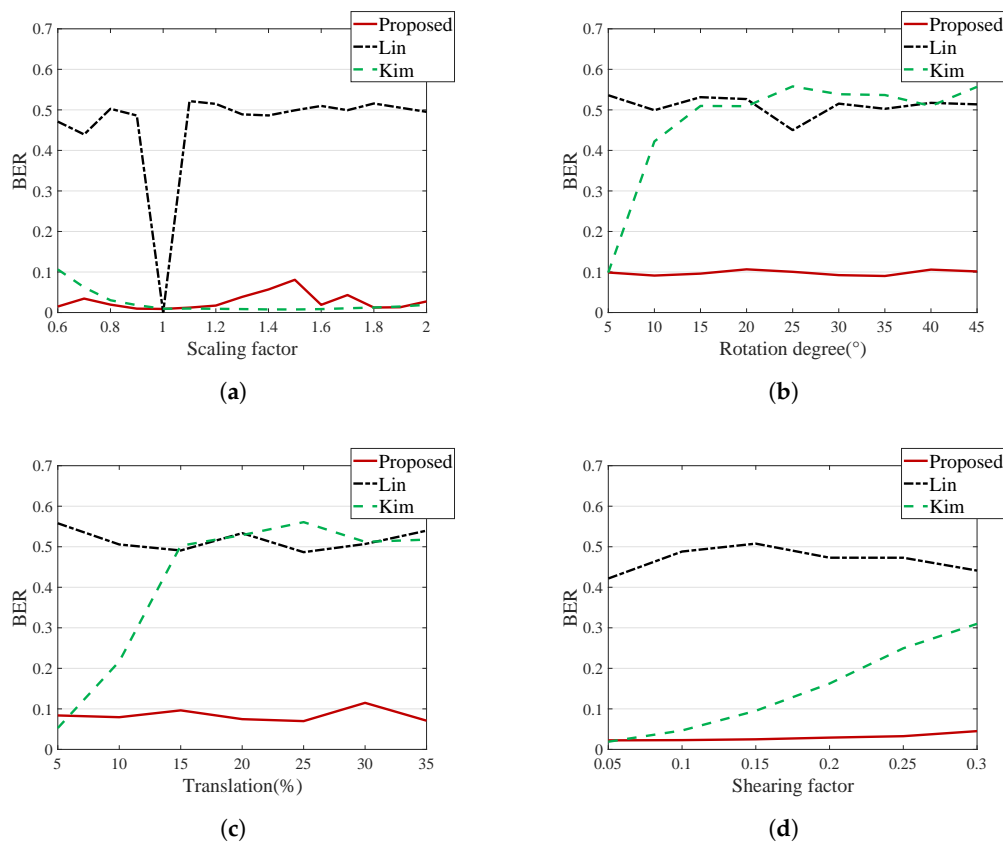 Proposed
Lin
Kim
0.7
0.6
0.5
0.4
0.3
0.2
0.1
0
BER
0.6 0.8 1 1.2 1.4 1.6 1.8 2
Scaling factor
(a)
Proposed
Lin
Kim
0.7
0.6
0.5
0.4
0.3
0.2
0.1
0
BER
5 10 15 20 25 30 35 40 45
Rotation degree(°)
(b)
Proposed
Lin
Kim
0.7
0.6
0.5
0.4
0.3
0.2
0.1
0
BER
5 10 15 20 25 30 35
Translation(%)
(c)
Proposed
Lin
Kim
0.7
0.6
0.5
0.4
0.3
0.2
0.1
0
BER
0.05 0.1 0.15 0.2 0.25 0.3
Shearing factor
(d)